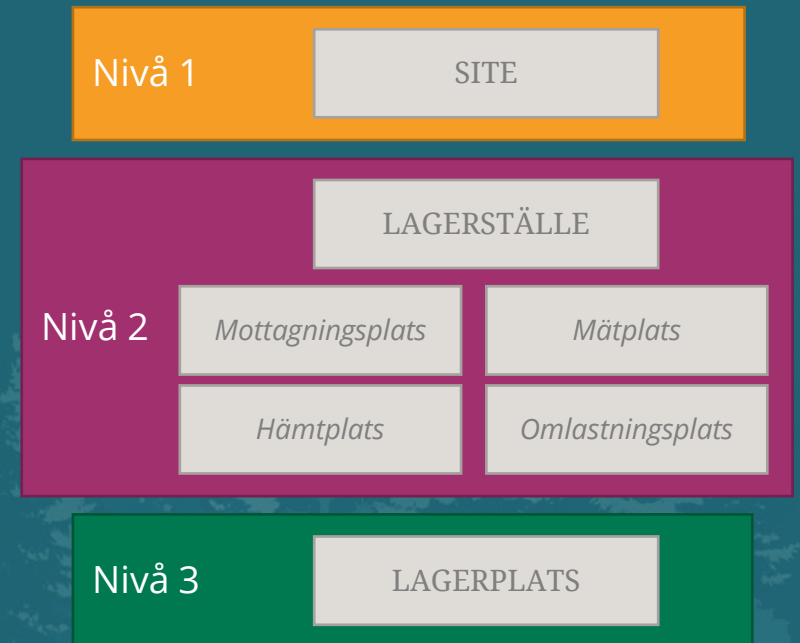 Nivå 1
SITE
LAGERSTÄLLE
Nivå 2
Mottagningsplats
Mätplats
Hämtplats
Omlastningsplats
Nivå 3
LAGERPLATS